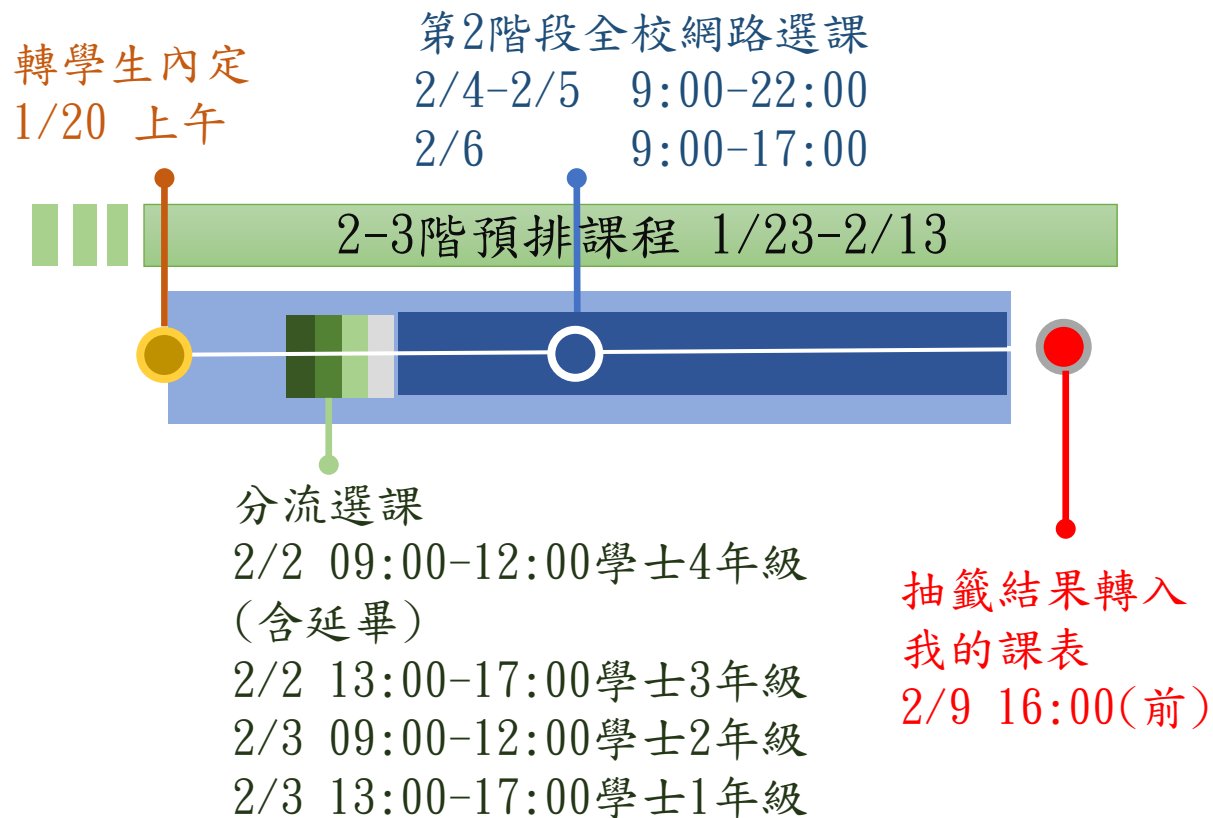 轉學生內定
1/20 上午
第2階段全校網路選課
2/4-2/5 9:00-22:00
2/6 9:00-17:00
2-3階預排課程 1/23-2/13
分流選課
2/2 09:00-12:00學士4年級
(含延畢)
2/2 13:00-17:00學士3年級
2/3 09:00-12:00學士2年級
2/3 13:00-17:00學士1年級
抽籤結果轉入
我的課表
2/9 16:00(前)